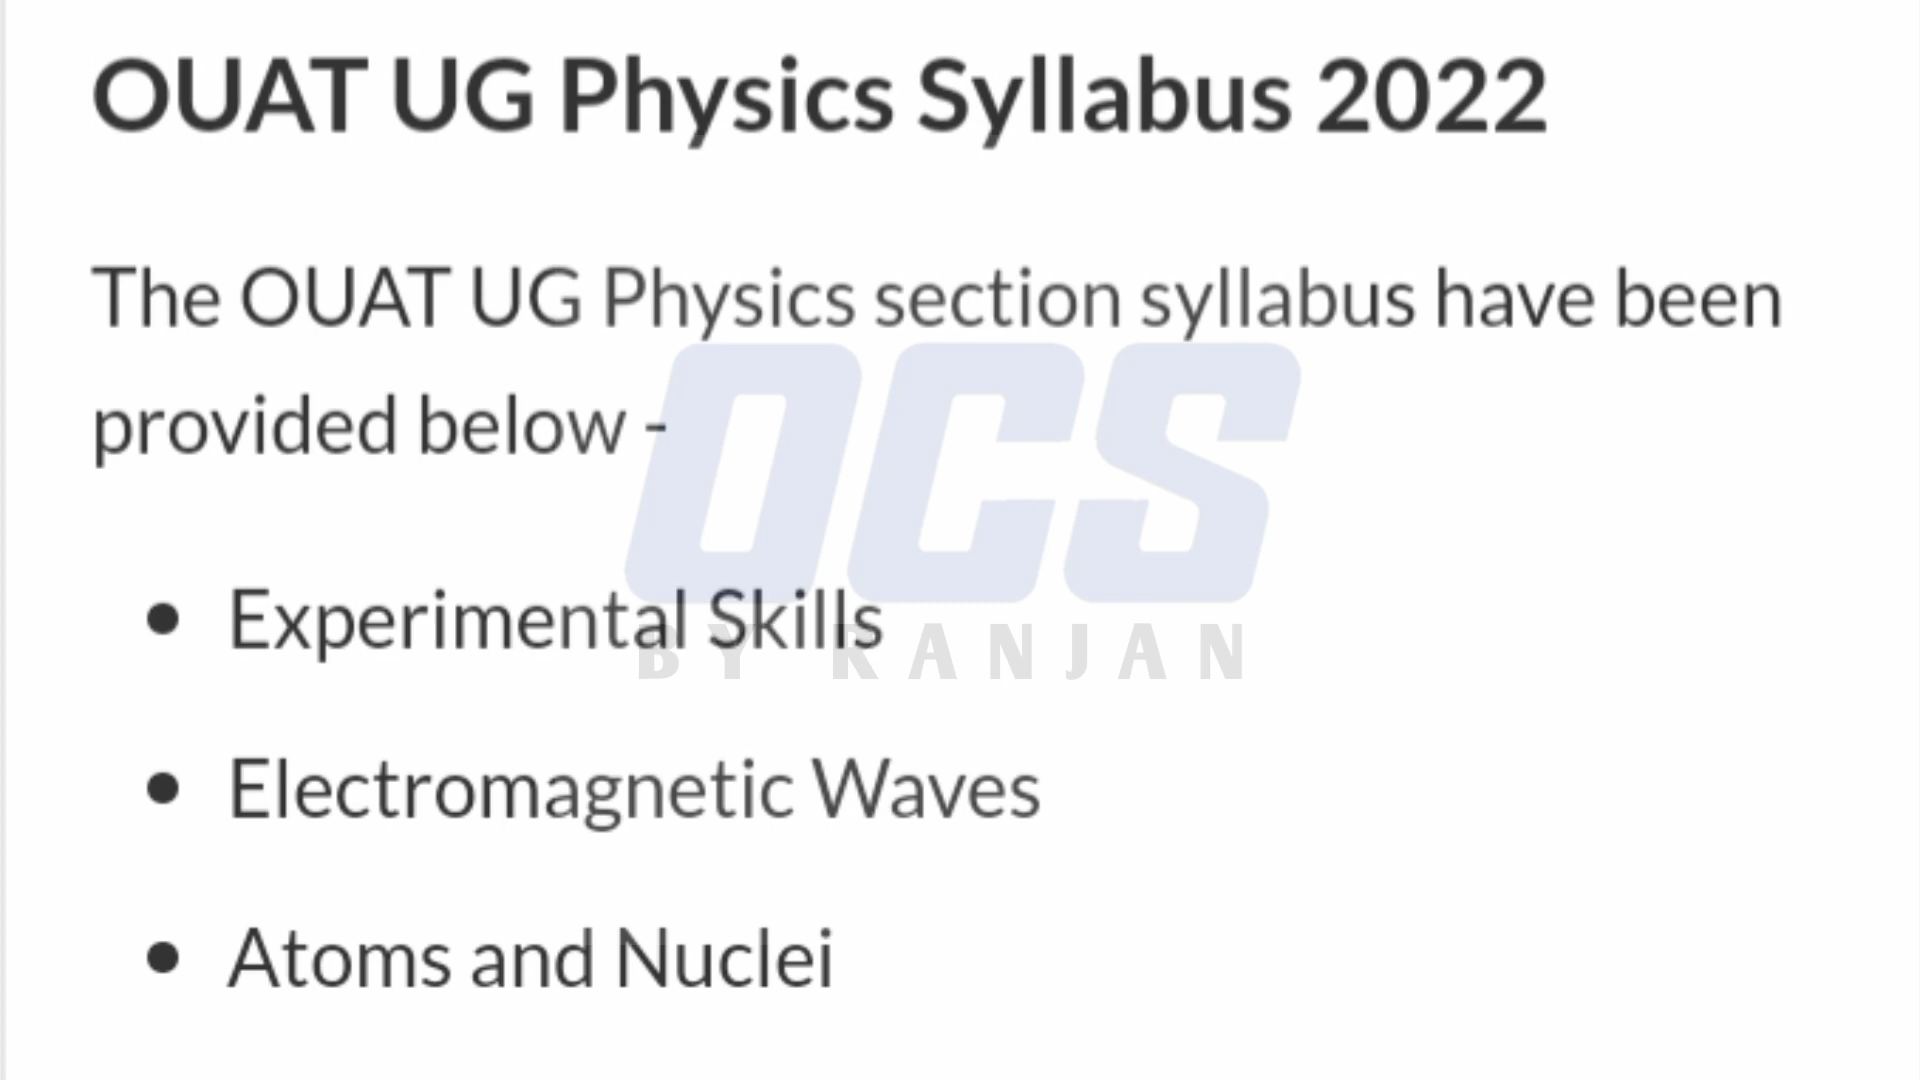 OUAT UG Physics Syllabus 2022
The OUAT UG Physics section syllabus have been
provided below -
OCS
BY RANJAN
• Experimental Skills
• Electromagnetic Waves
• Atoms and Nuclei